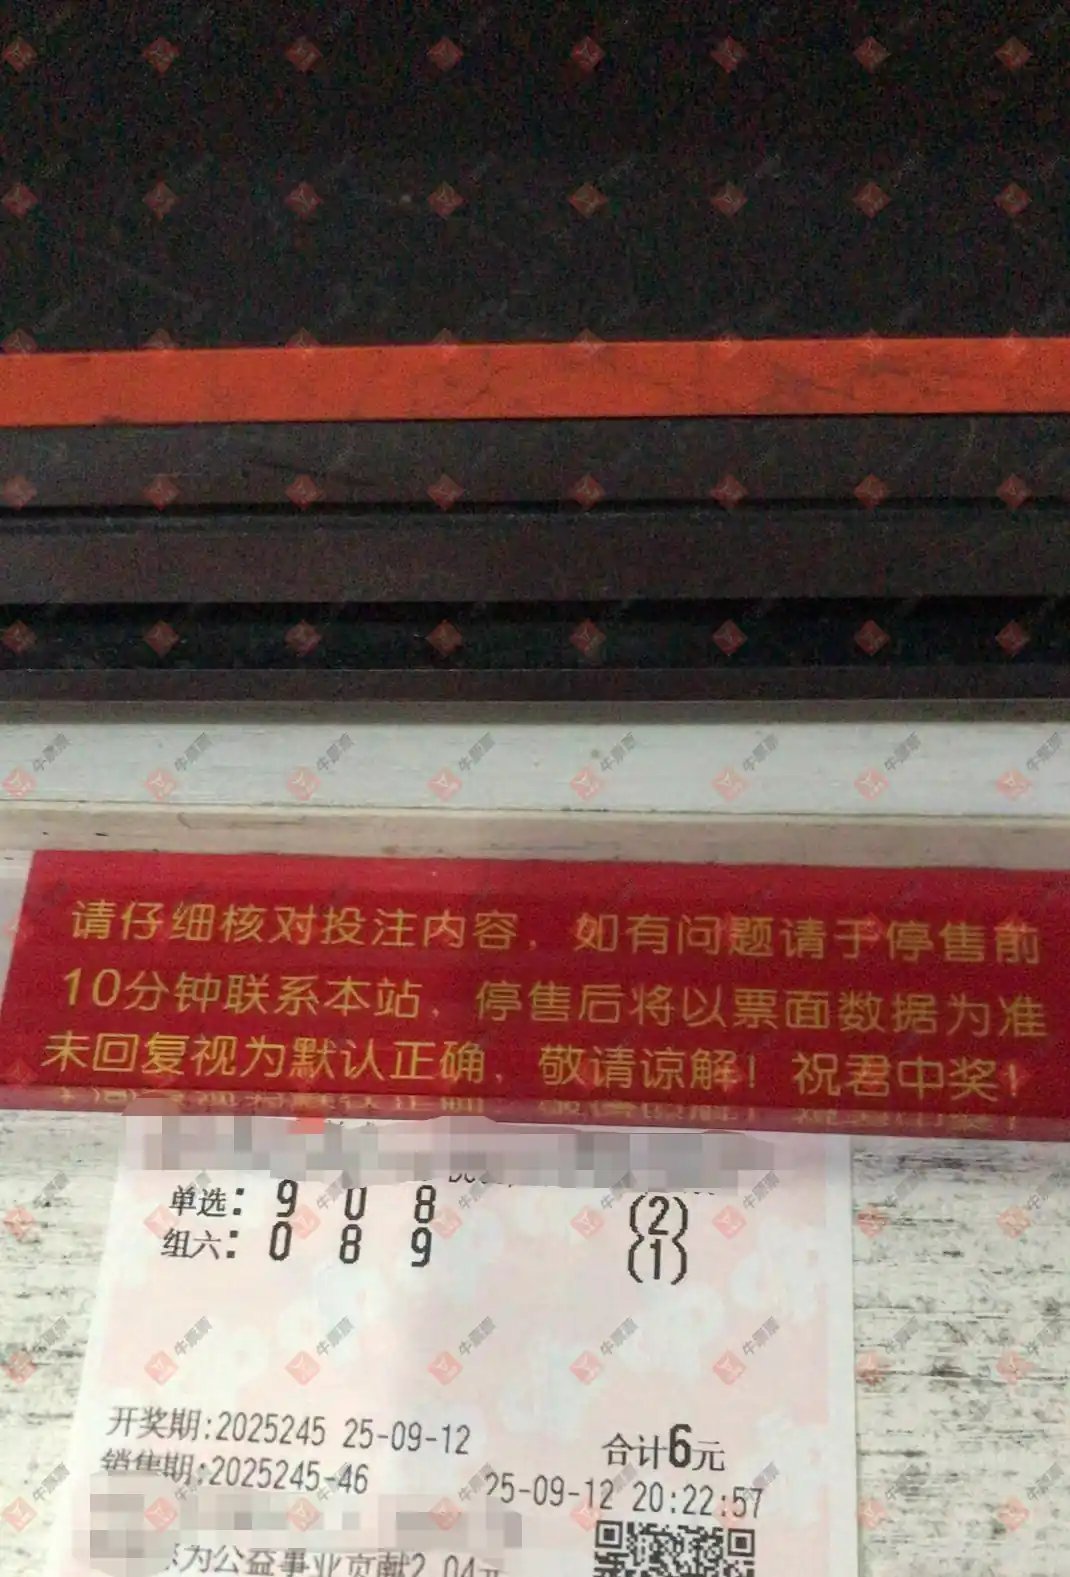 请仔细核对投注内容，如有问题请于停售前
10分钟联系本站，停售后将以票面数据为准
未回复视为默认正确，敬请谅解！祝君中奖！
单选：9 0 8 (2)
组六：0 8 9 (1)
开奖期:2025245 25-09-12 合计6元
销售期:2025245-46 25-09-12 20:22:57
为公益事业贡献2.04元
牛票票